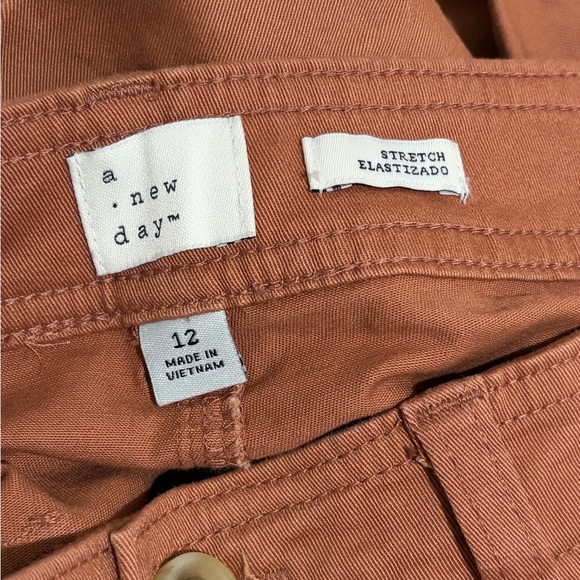 a
. new
day™
STRETCH
ELASTIZADO
12
MADE IN
VIETNAM